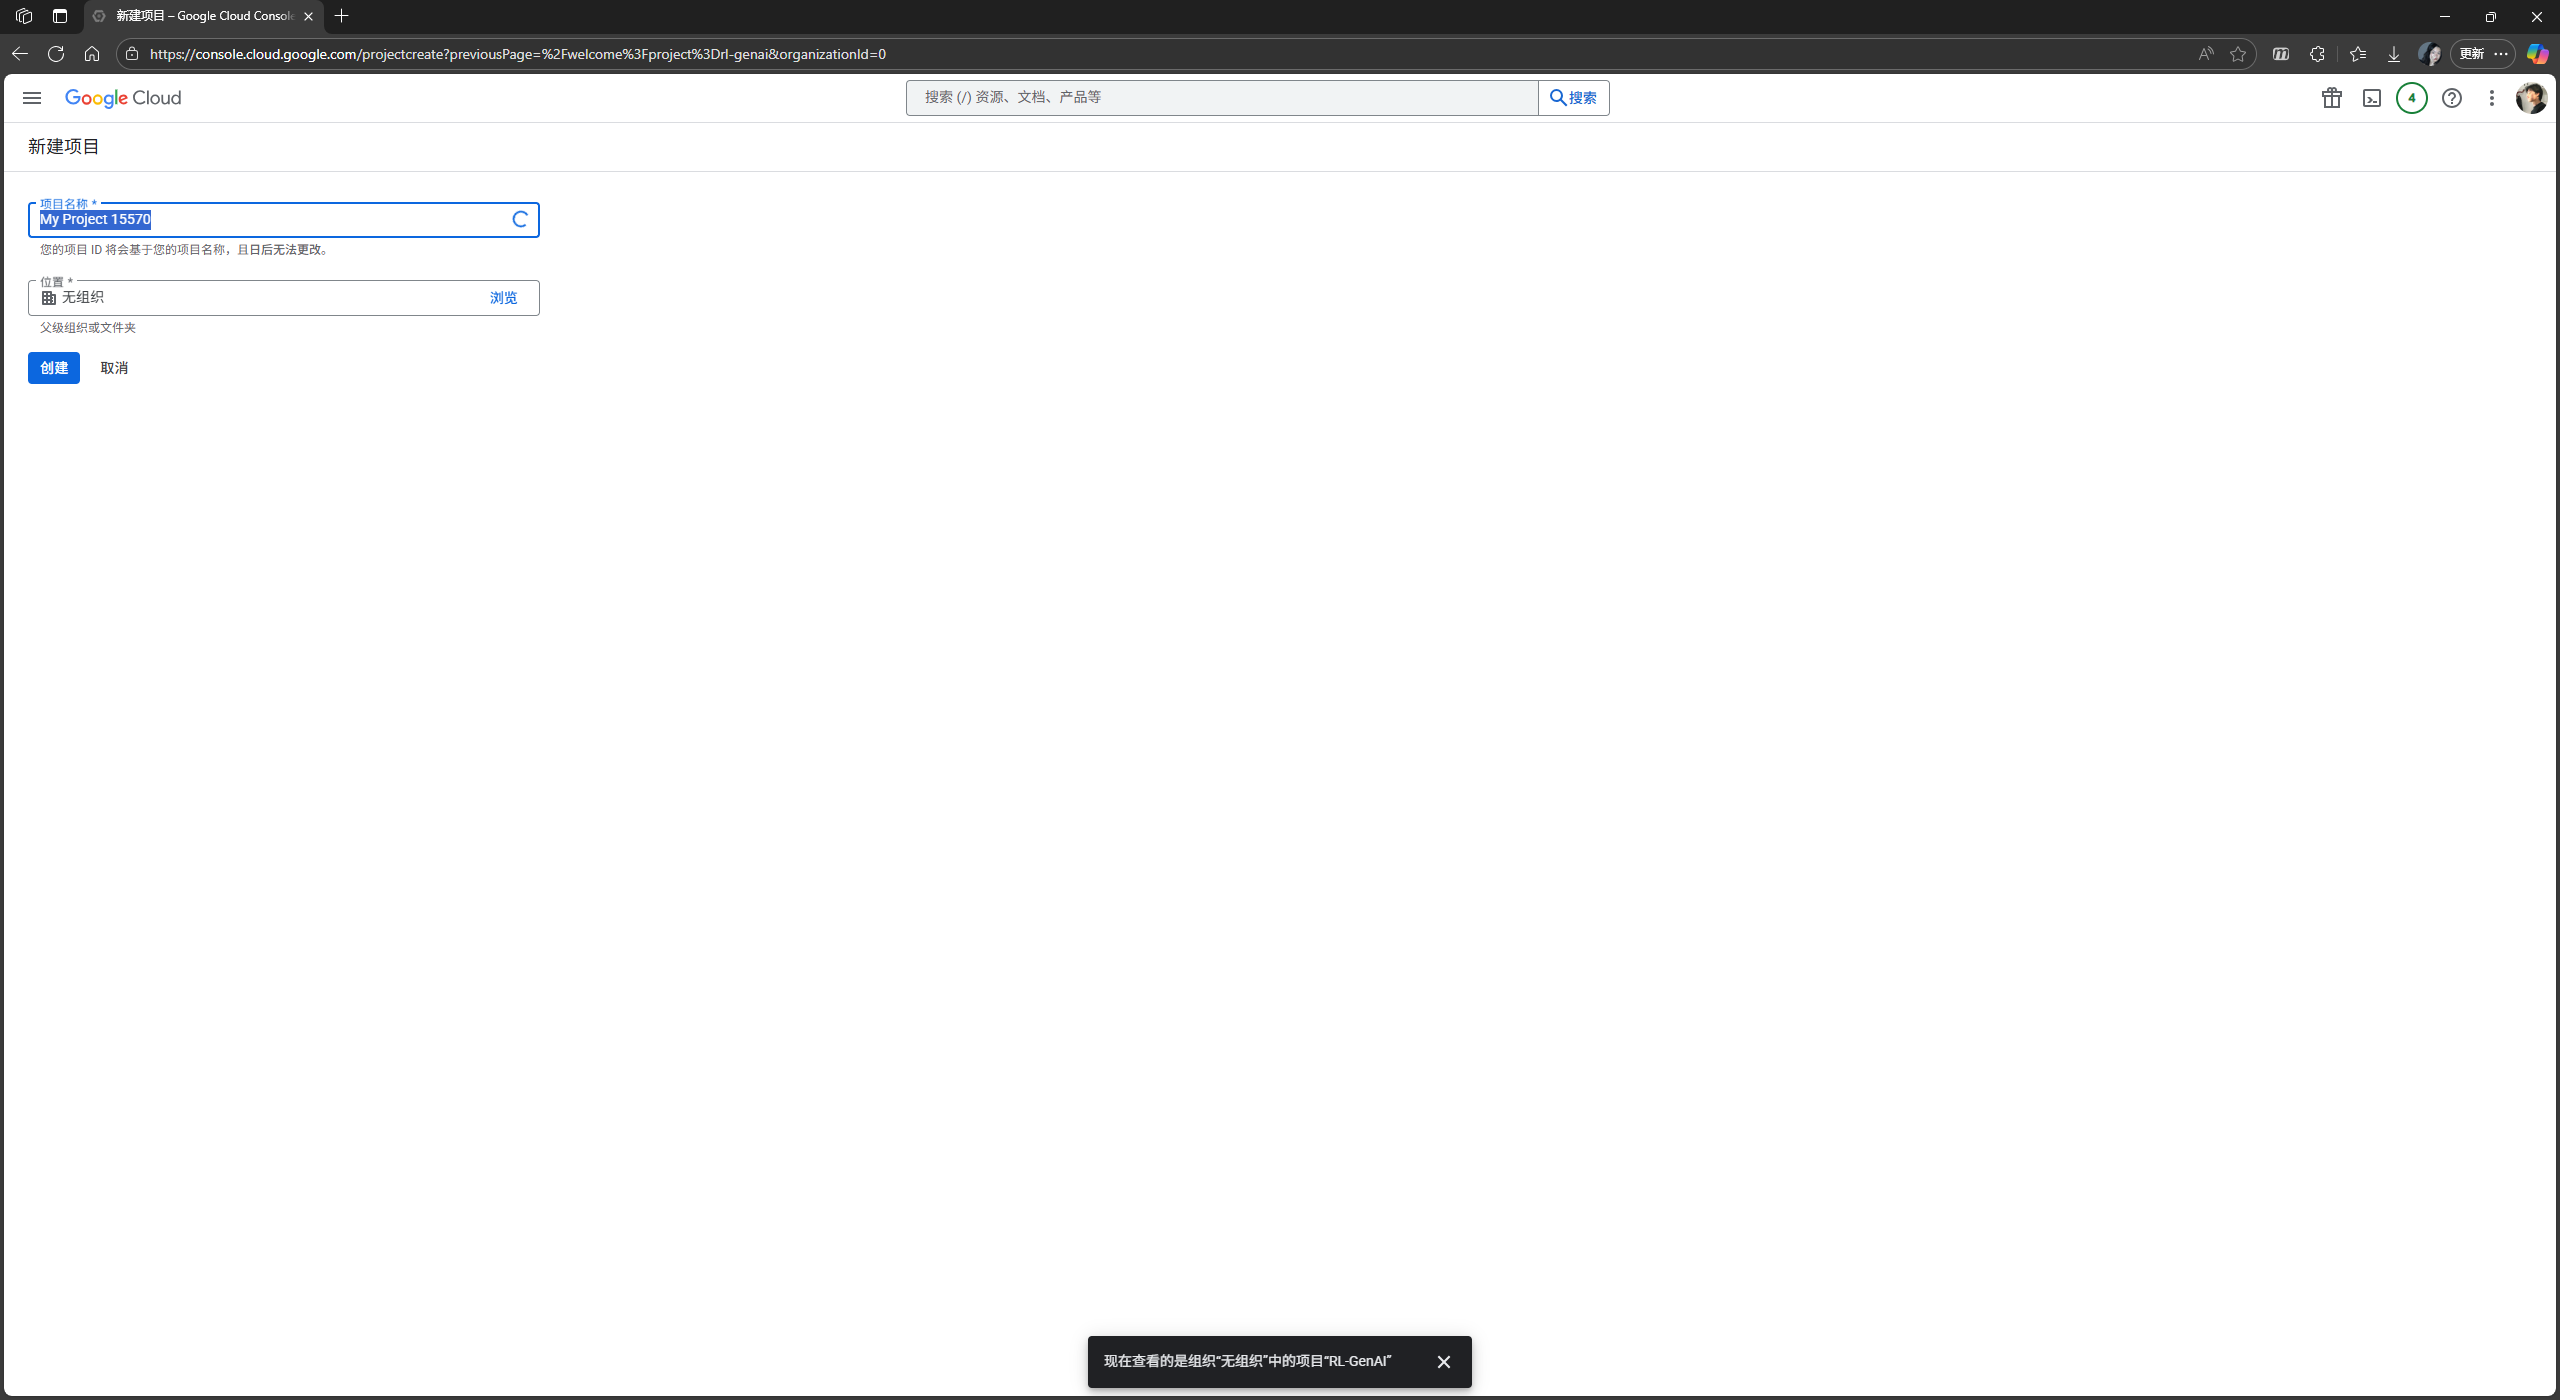 新建项目 – Google Cloud Console
https://console.cloud.google.com/projectcreate?previousPage=%2Fwelcome%3Fproject%3Drl-genai&organizationId=0
更新
Google Cloud
搜索 (/) 资源、文档、产品等
搜索
4
新建项目
项目名称 *
My Project 15570
您的项目 ID 将会基于您的项目名称，且日后无法更改。
位置 *
无组织
浏览
父级组织或文件夹
创建
取消
现在查看的是组织“无组织”中的项目“RL-GenAI”